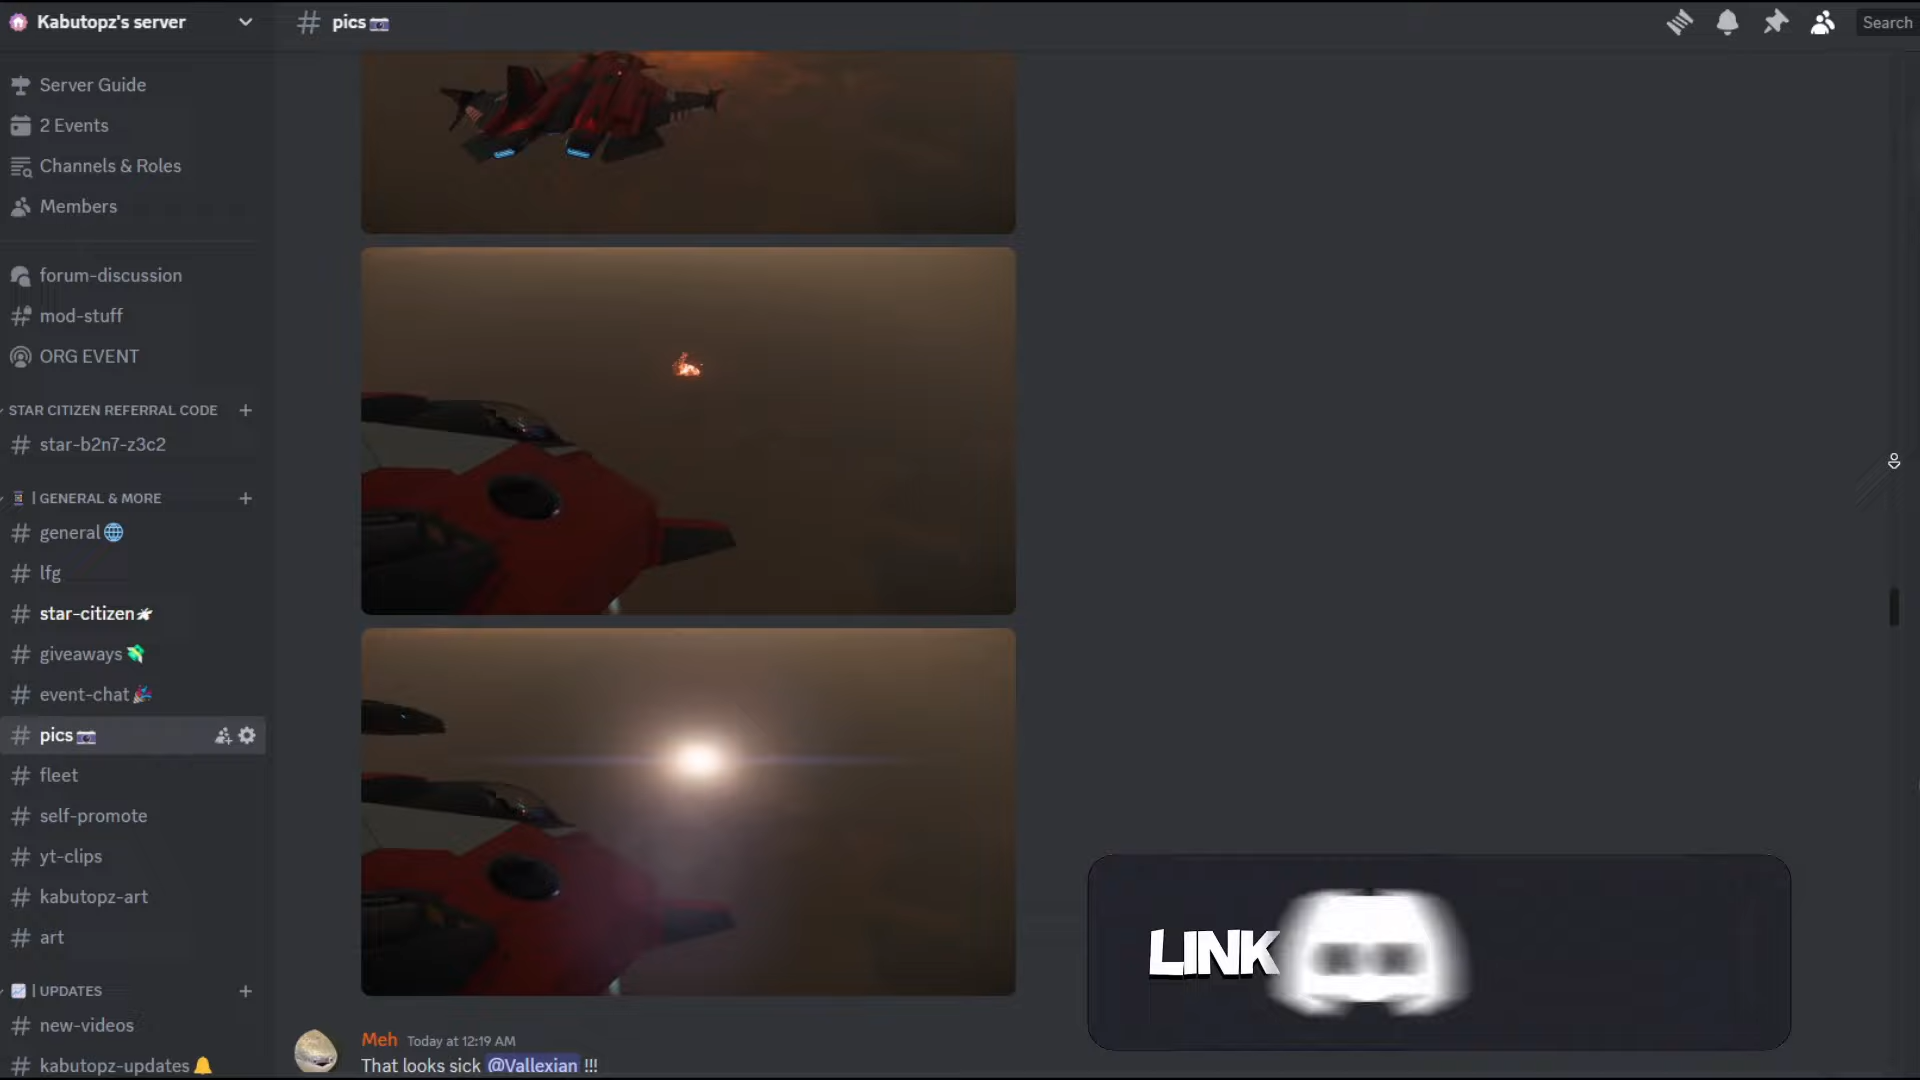 Kabutopz's server
Server Guide
2 Events
Channels & Roles
Members
forum-discussion
mod-stuff
ORG EVENT
STAR CITIZEN REFERRAL CODE
star-b2n7-z3c2
| GENERAL & MORE
general
lfg
star-citizen
giveaways
event-chat
pics
fleet
self-promote
yt-clips
kabutopz-art
art
| UPDATES
new-videos
kabutopz-updates
pics
Search
Meh Today at 12:19 AM
That looks sick @Vallexian !!!
LINK